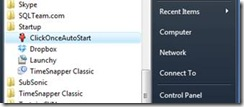 Skype
SQLTeam.com
Startup
ClickOnceAutoStart
Dropbox
Launchy
TimeSnapper Classic
SubSonic
TimeSnapper Classic
Recent Items
Computer
Network
Connect To
Control Panel